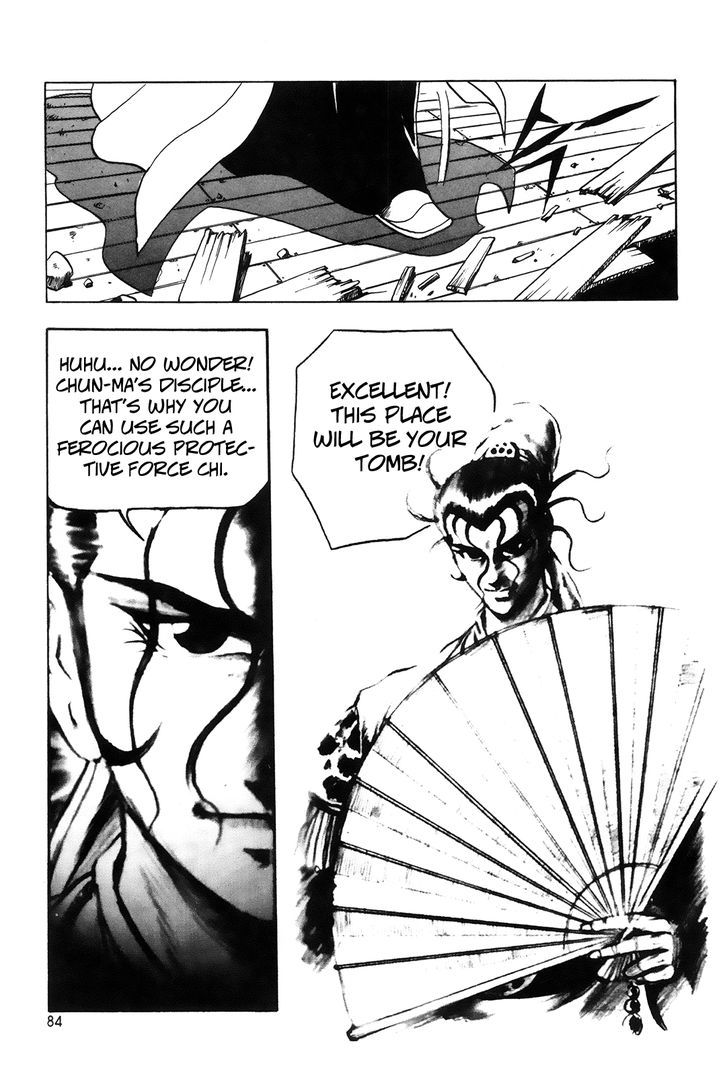 HUHU... NO WONDER!
CHUN-MA'S DISCIPLE...
THAT'S WHY YOU
CAN USE SUCH A
FEROCIOUS PROTEC-
TIVE FORCE CHI.
EXCELLENT!
THIS PLACE
WILL BE YOUR
TOMB!
84